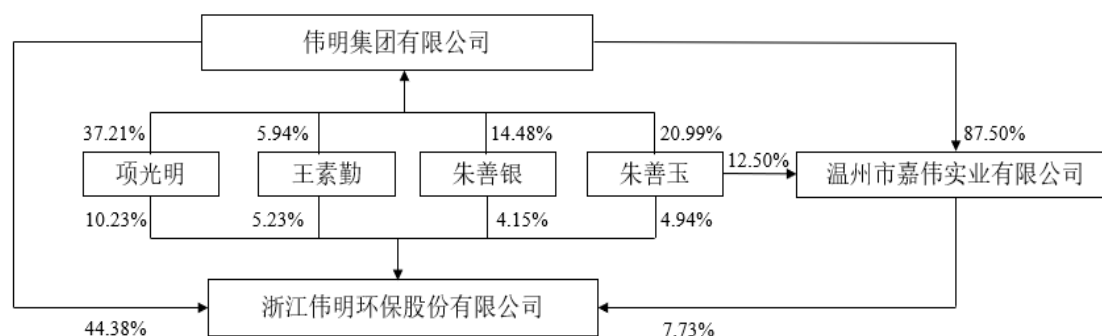 伟明集团有限公司
37.21% 5.94% 14.48% 20.99% 87.50%
12.50%
项光明 王素勤 朱善银 朱善玉 温州市嘉伟实业有限公司
10.23% 5.23% 4.15% 4.94%
浙江伟明环保股份有限公司
44.38% 7.73%